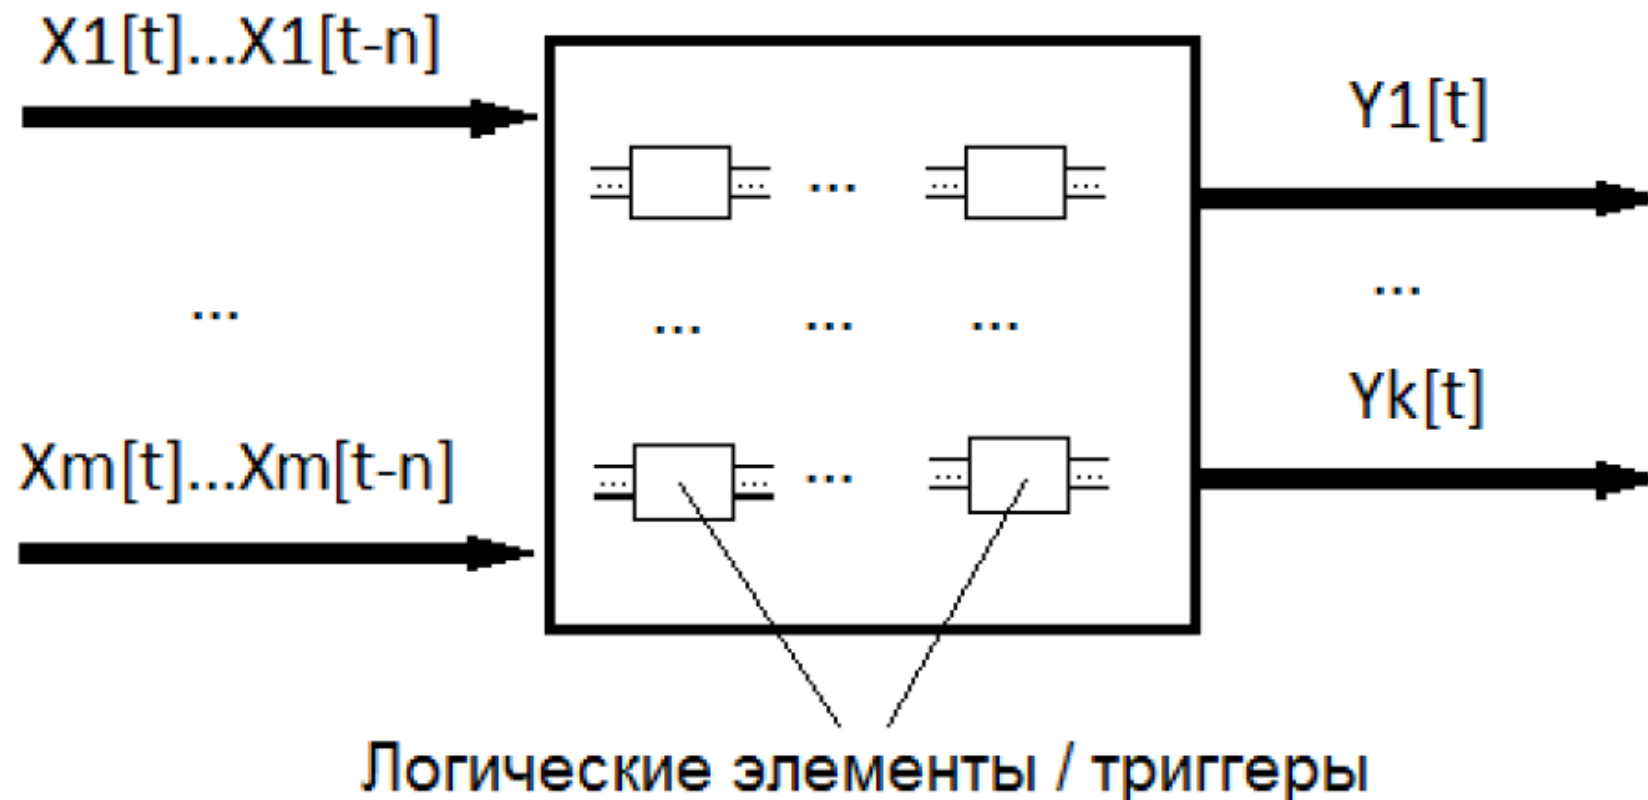 X1[t]...X1[t-n]
Y1[t]
...
...
...
... ... ...
Yk[t]
Xm[t]...Xm[t-n]
...
Логические элементы / триггеры